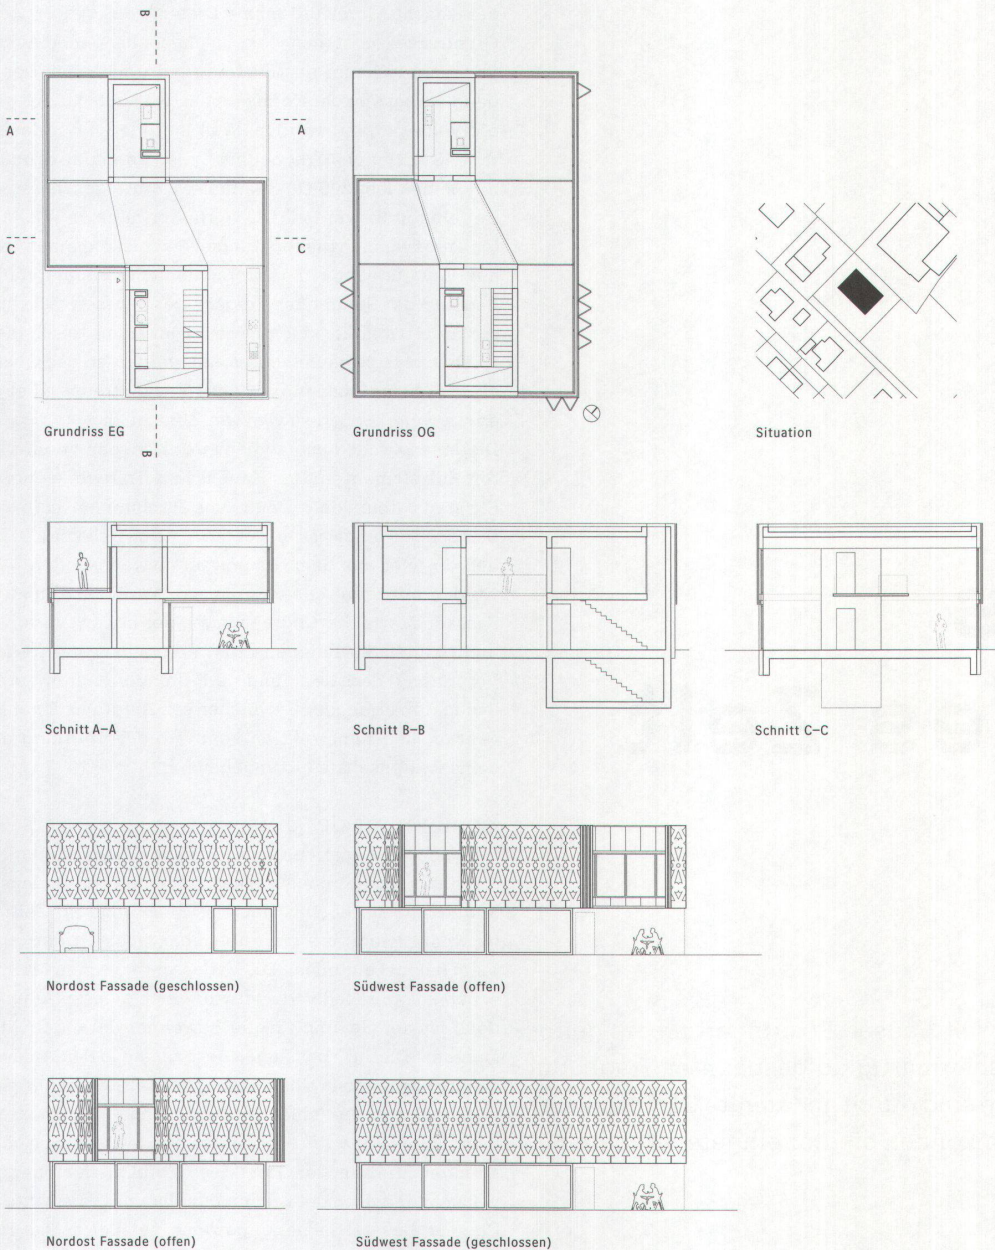 B
A
A
C
C
Grundriss EG
Grundriss OG
Situation
B
Schnitt A–A
Schnitt B–B
Schnitt C–C
Nordost Fassade (geschlossen)
Südwest Fassade (offen)
Nordost Fassade (offen)
Südwest Fassade (geschlossen)